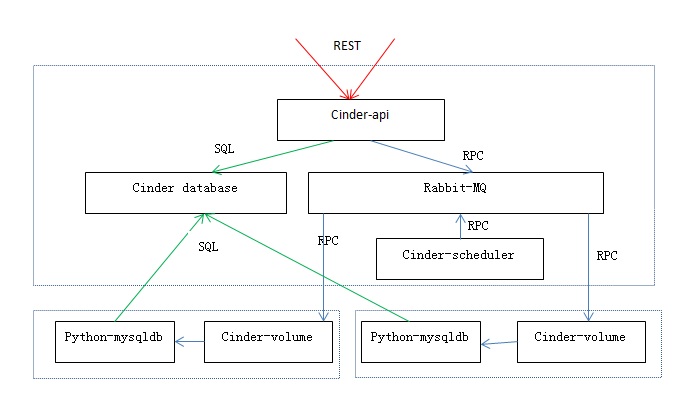 REST
Cinder-api
SQL
RPC
Cinder database
Rabbit-MQ
RPC
RPC
SQL
Cinder-scheduler
RPC
Python-mysqldb
Cinder-volume
Python-mysqldb
Cinder-volume